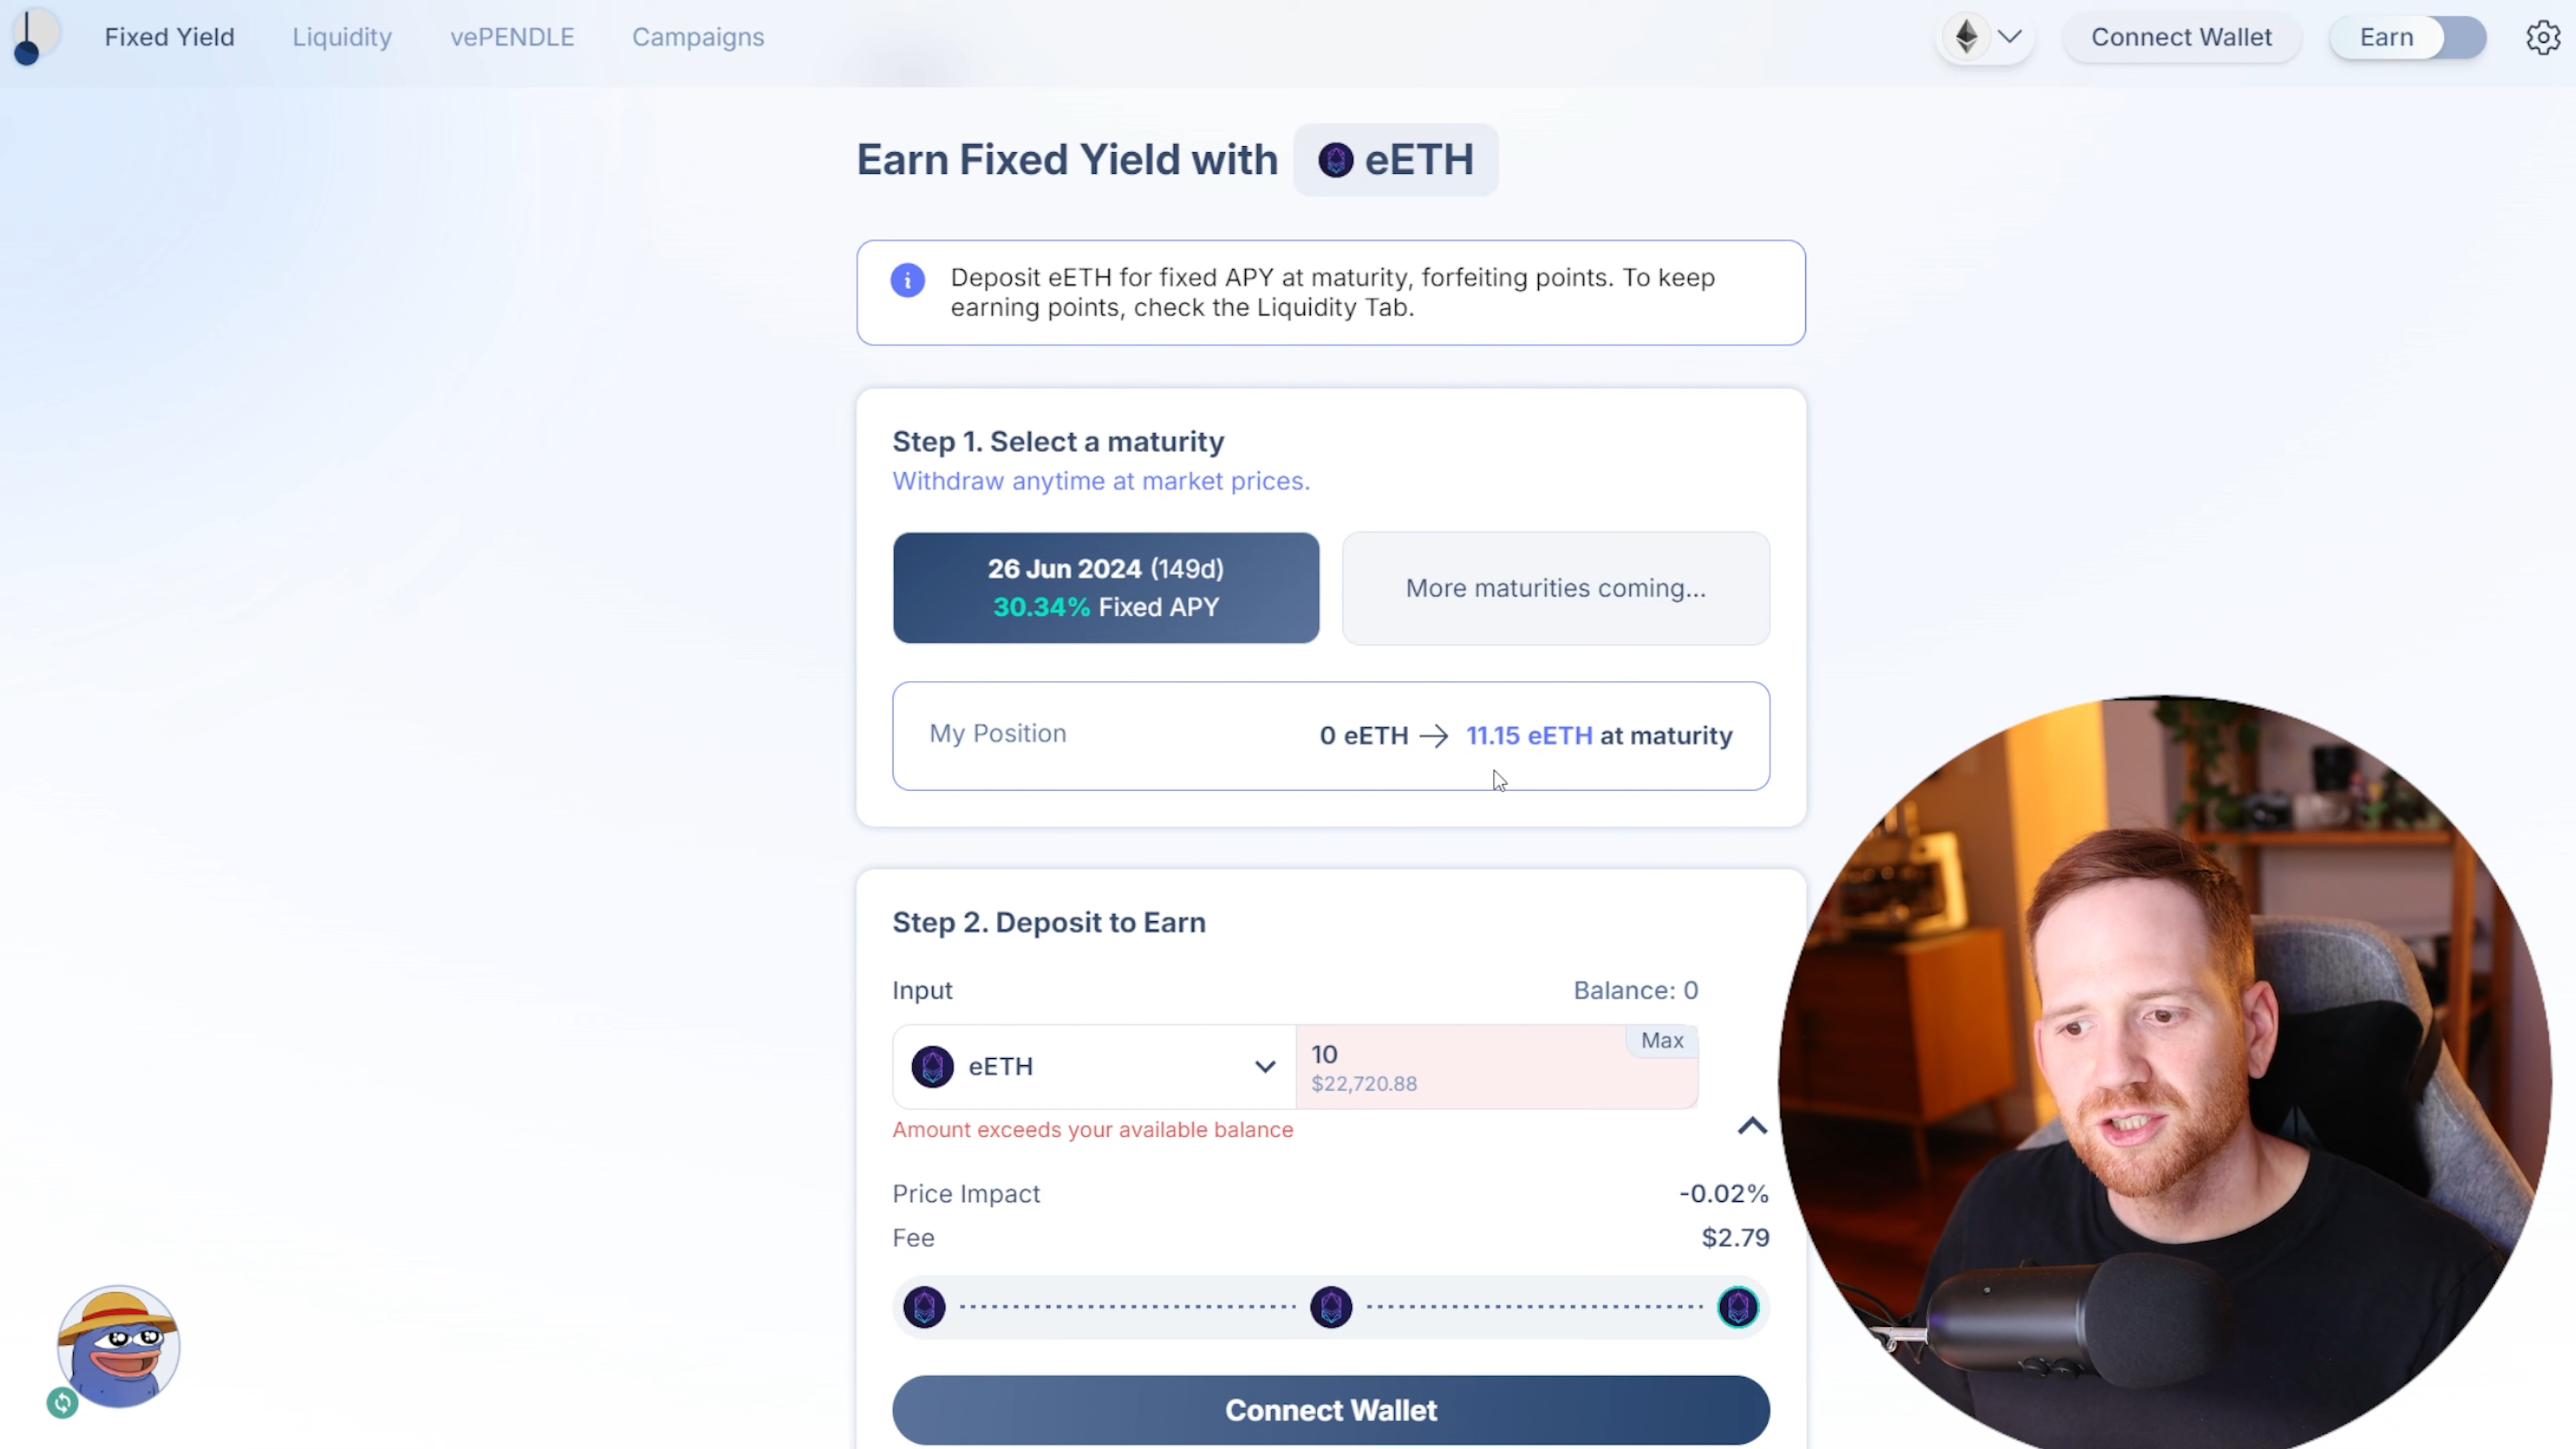 Fixed Yield
Liquidity
vePENDLE
Campaigns
Connect Wallet
Earn
Earn Fixed Yield with eETH
Deposit eETH for fixed APY at maturity, forfeiting points. To keep
earning points, check the Liquidity Tab.
Step 1. Select a maturity
Withdraw anytime at market prices.
26 Jun 2024 (149d)
30.34% Fixed APY
More maturities coming...
My Position
0 eETH → 11.15 eETH at maturity
Step 2. Deposit to Earn
Input
Balance: 0
eETH
10
Max
$22,720.88
Amount exceeds your available balance
Price Impact
-0.02%
Fee
$2.79
Connect Wallet